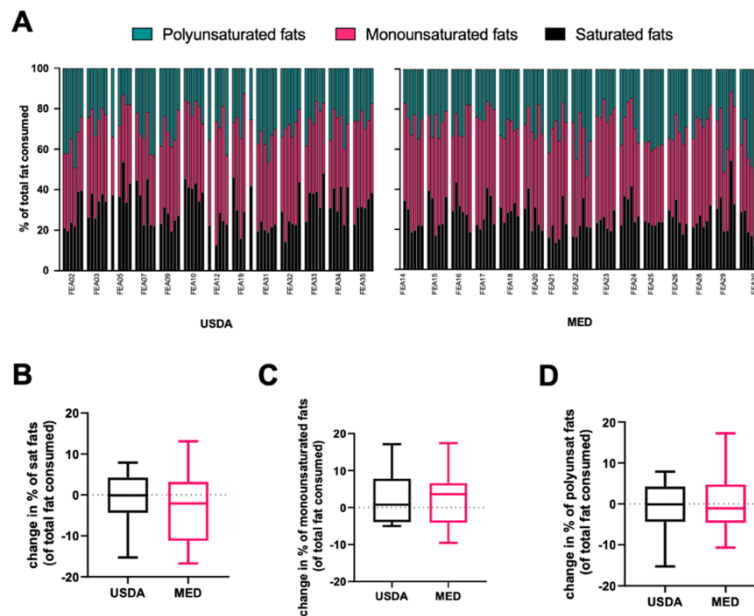 A
Polyunsaturated fats Monounsaturated fats Saturated fats
% of total fat consumed
100
80
60
40
20
0
FEA02 FEA03 FEA05 FEA07 FEA09 FEA10 FEA12 FEA19 FEA31 FEA32 FEA33 FEA34 FEA35
USDA
FEA14 FEA15 FEA16 FEA17 FEA18 FEA20 FEA21 FEA22 FEA23 FEA24 FEA25 FEA26 FEA28 FEA29
MED
B
change in % of sat fats
(of total fat consumed)
20
10
0
-10
-20
USDA MED
C
change in % of monounsaturated fats
(of total fat consumed)
20
10
0
-10
-20
USDA MED
D
change in % of polyunsat fats
(of total fat consumed)
20
10
0
-10
-20
USDA MED